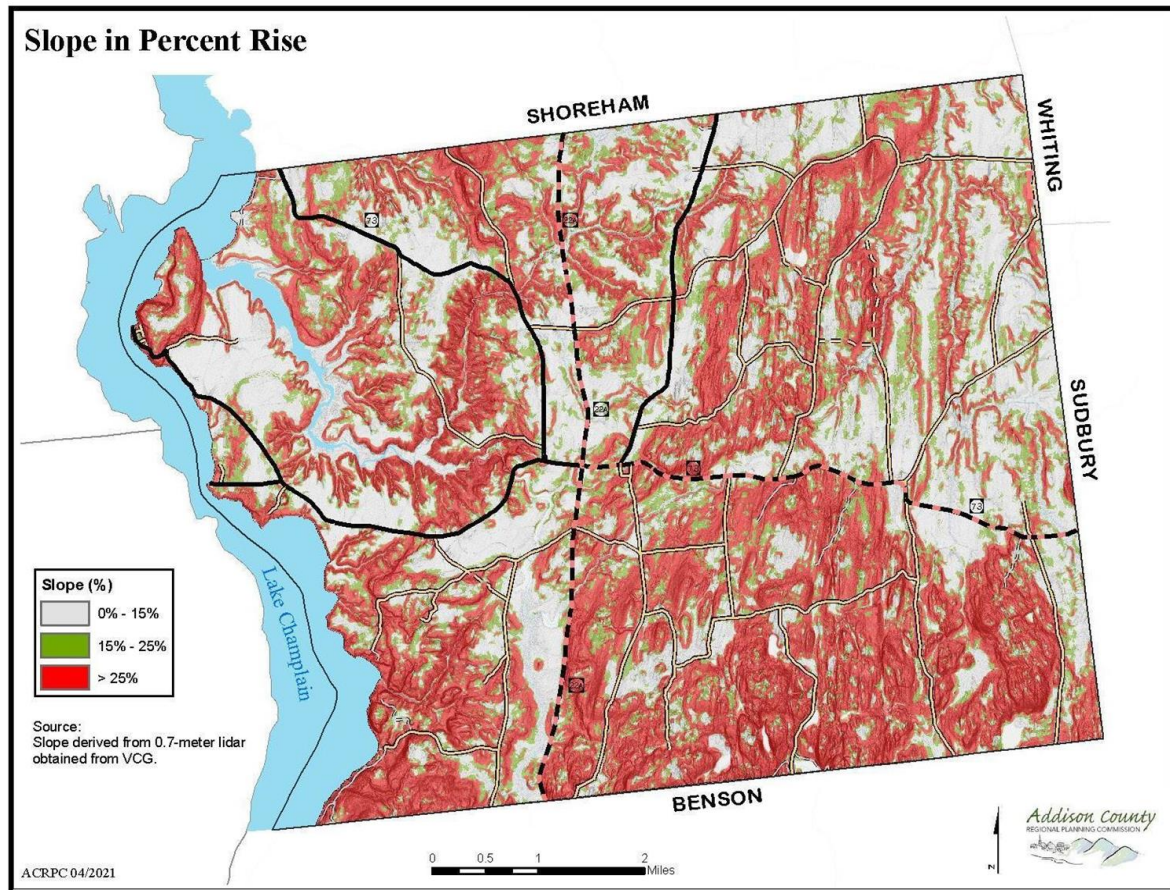 Slope in Percent Rise
SHOREHAM
WHITING
73
22A
SUDBURY
73
73
Lake Champlain
Slope (%)
0% - 15%
15% - 25%
> 25%
Source:
Slope derived from 0.7-meter lidar
obtained from VCG.
BENSON
Addison County
REGIONAL PLANNING COMMISSION
N
0 0.5 1 2
Miles
ACRPC 04/2021